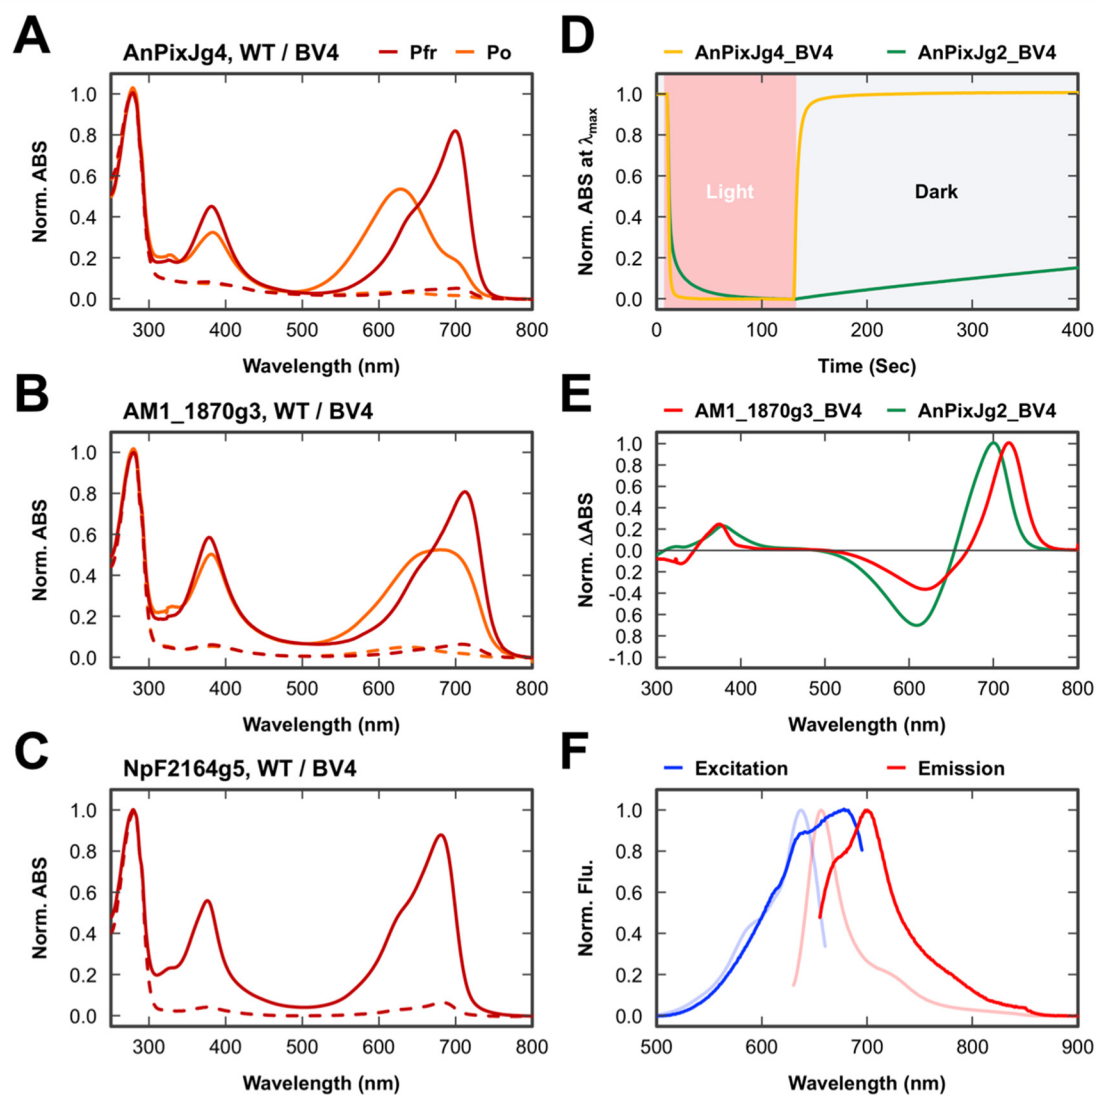 A
AnPixJg4, WT / BV4
Pfr
Po
Norm. ABS
1.0
0.8
0.6
0.4
0.2
0.0
300 400 500 600 700 800
Wavelength (nm)
B
AM1_1870g3, WT / BV4
Norm. ABS
1.0
0.8
0.6
0.4
0.2
0.0
300 400 500 600 700 800
Wavelength (nm)
C
NpF2164g5, WT / BV4
Norm. ABS
1.0
0.8
0.6
0.4
0.2
0.0
300 400 500 600 700 800
Wavelength (nm)
D
AnPixJg4_BV4
AnPixJg2_BV4
Norm. ABS at λmax
1.0
0.8
0.6
0.4
0.2
0.0
Light
Dark
0 100 200 300 400
Time (Sec)
E
AM1_1870g3_BV4
AnPixJg2_BV4
Norm. ΔABS
1.0
0.8
0.6
0.4
0.2
0.0
0.2
-0.4
0.6
0.8
-1.0
300 400 500 600 700 800
Wavelength (nm)
F
Excitation
Emission
Norm. Flu.
1.0
0.8
0.6
0.4
0.2
0.0
500 600 700 800 900
Wavelength (nm)